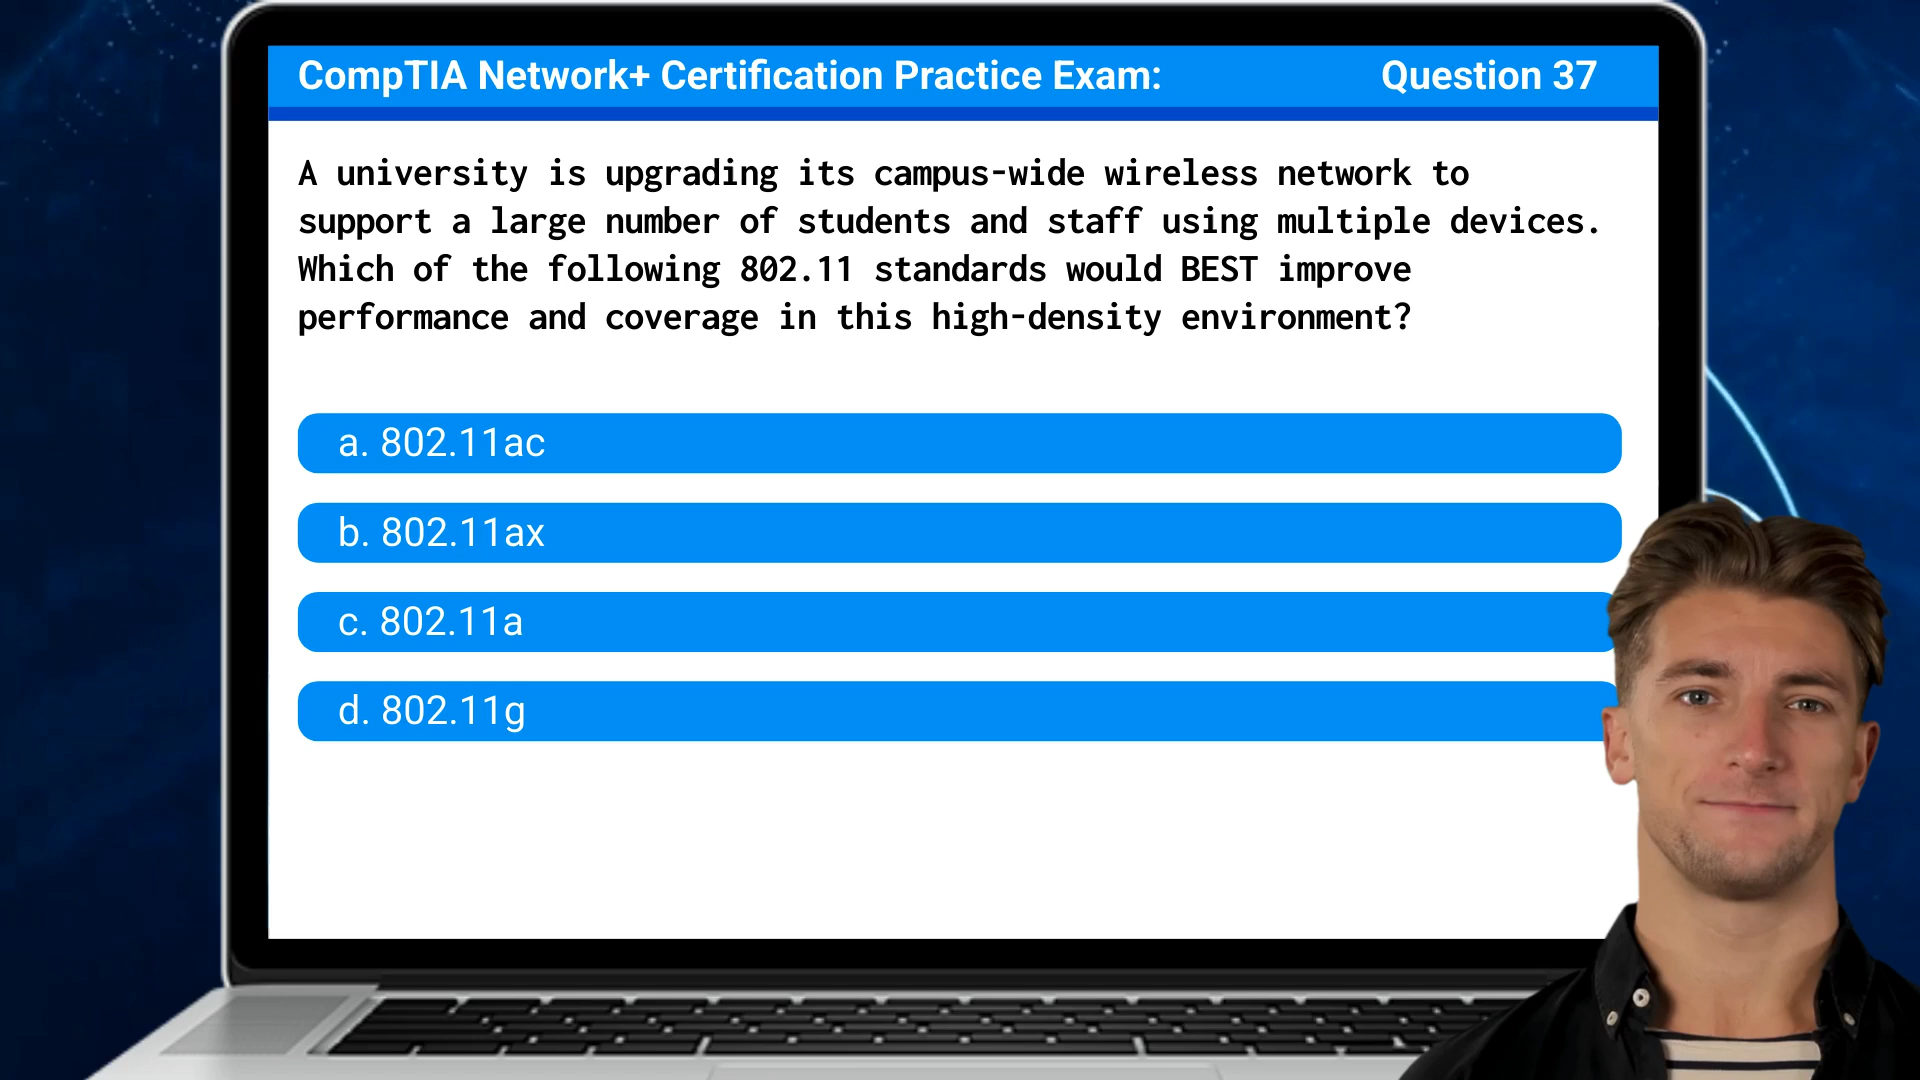 CompTIA Network+ Certification Practice Exam: Question 37
A university is upgrading its campus-wide wireless network to
support a large number of students and staff using multiple devices.
Which of the following 802.11 standards would BEST improve
performance and coverage in this high-density environment?
a. 802.11ac
b. 802.11ax
c. 802.11a
d. 802.11g